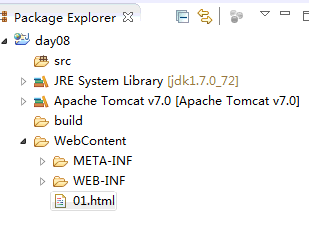 Package Explorer
day08
src
JRE System Library [jdk1.7.0_72]
Apache Tomcat v7.0 [Apache Tomcat v7.0]
build
WebContent
META-INF
WEB-INF
01.html